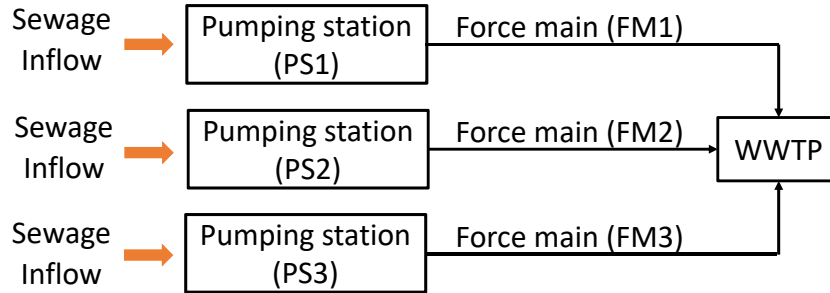 Sewage
Inflow
Pumping station
(PS1)
Force main (FM1)
Sewage
Inflow
Pumping station
(PS2)
Force main (FM2)
WWTP
Sewage
Inflow
Pumping station
(PS3)
Force main (FM3)